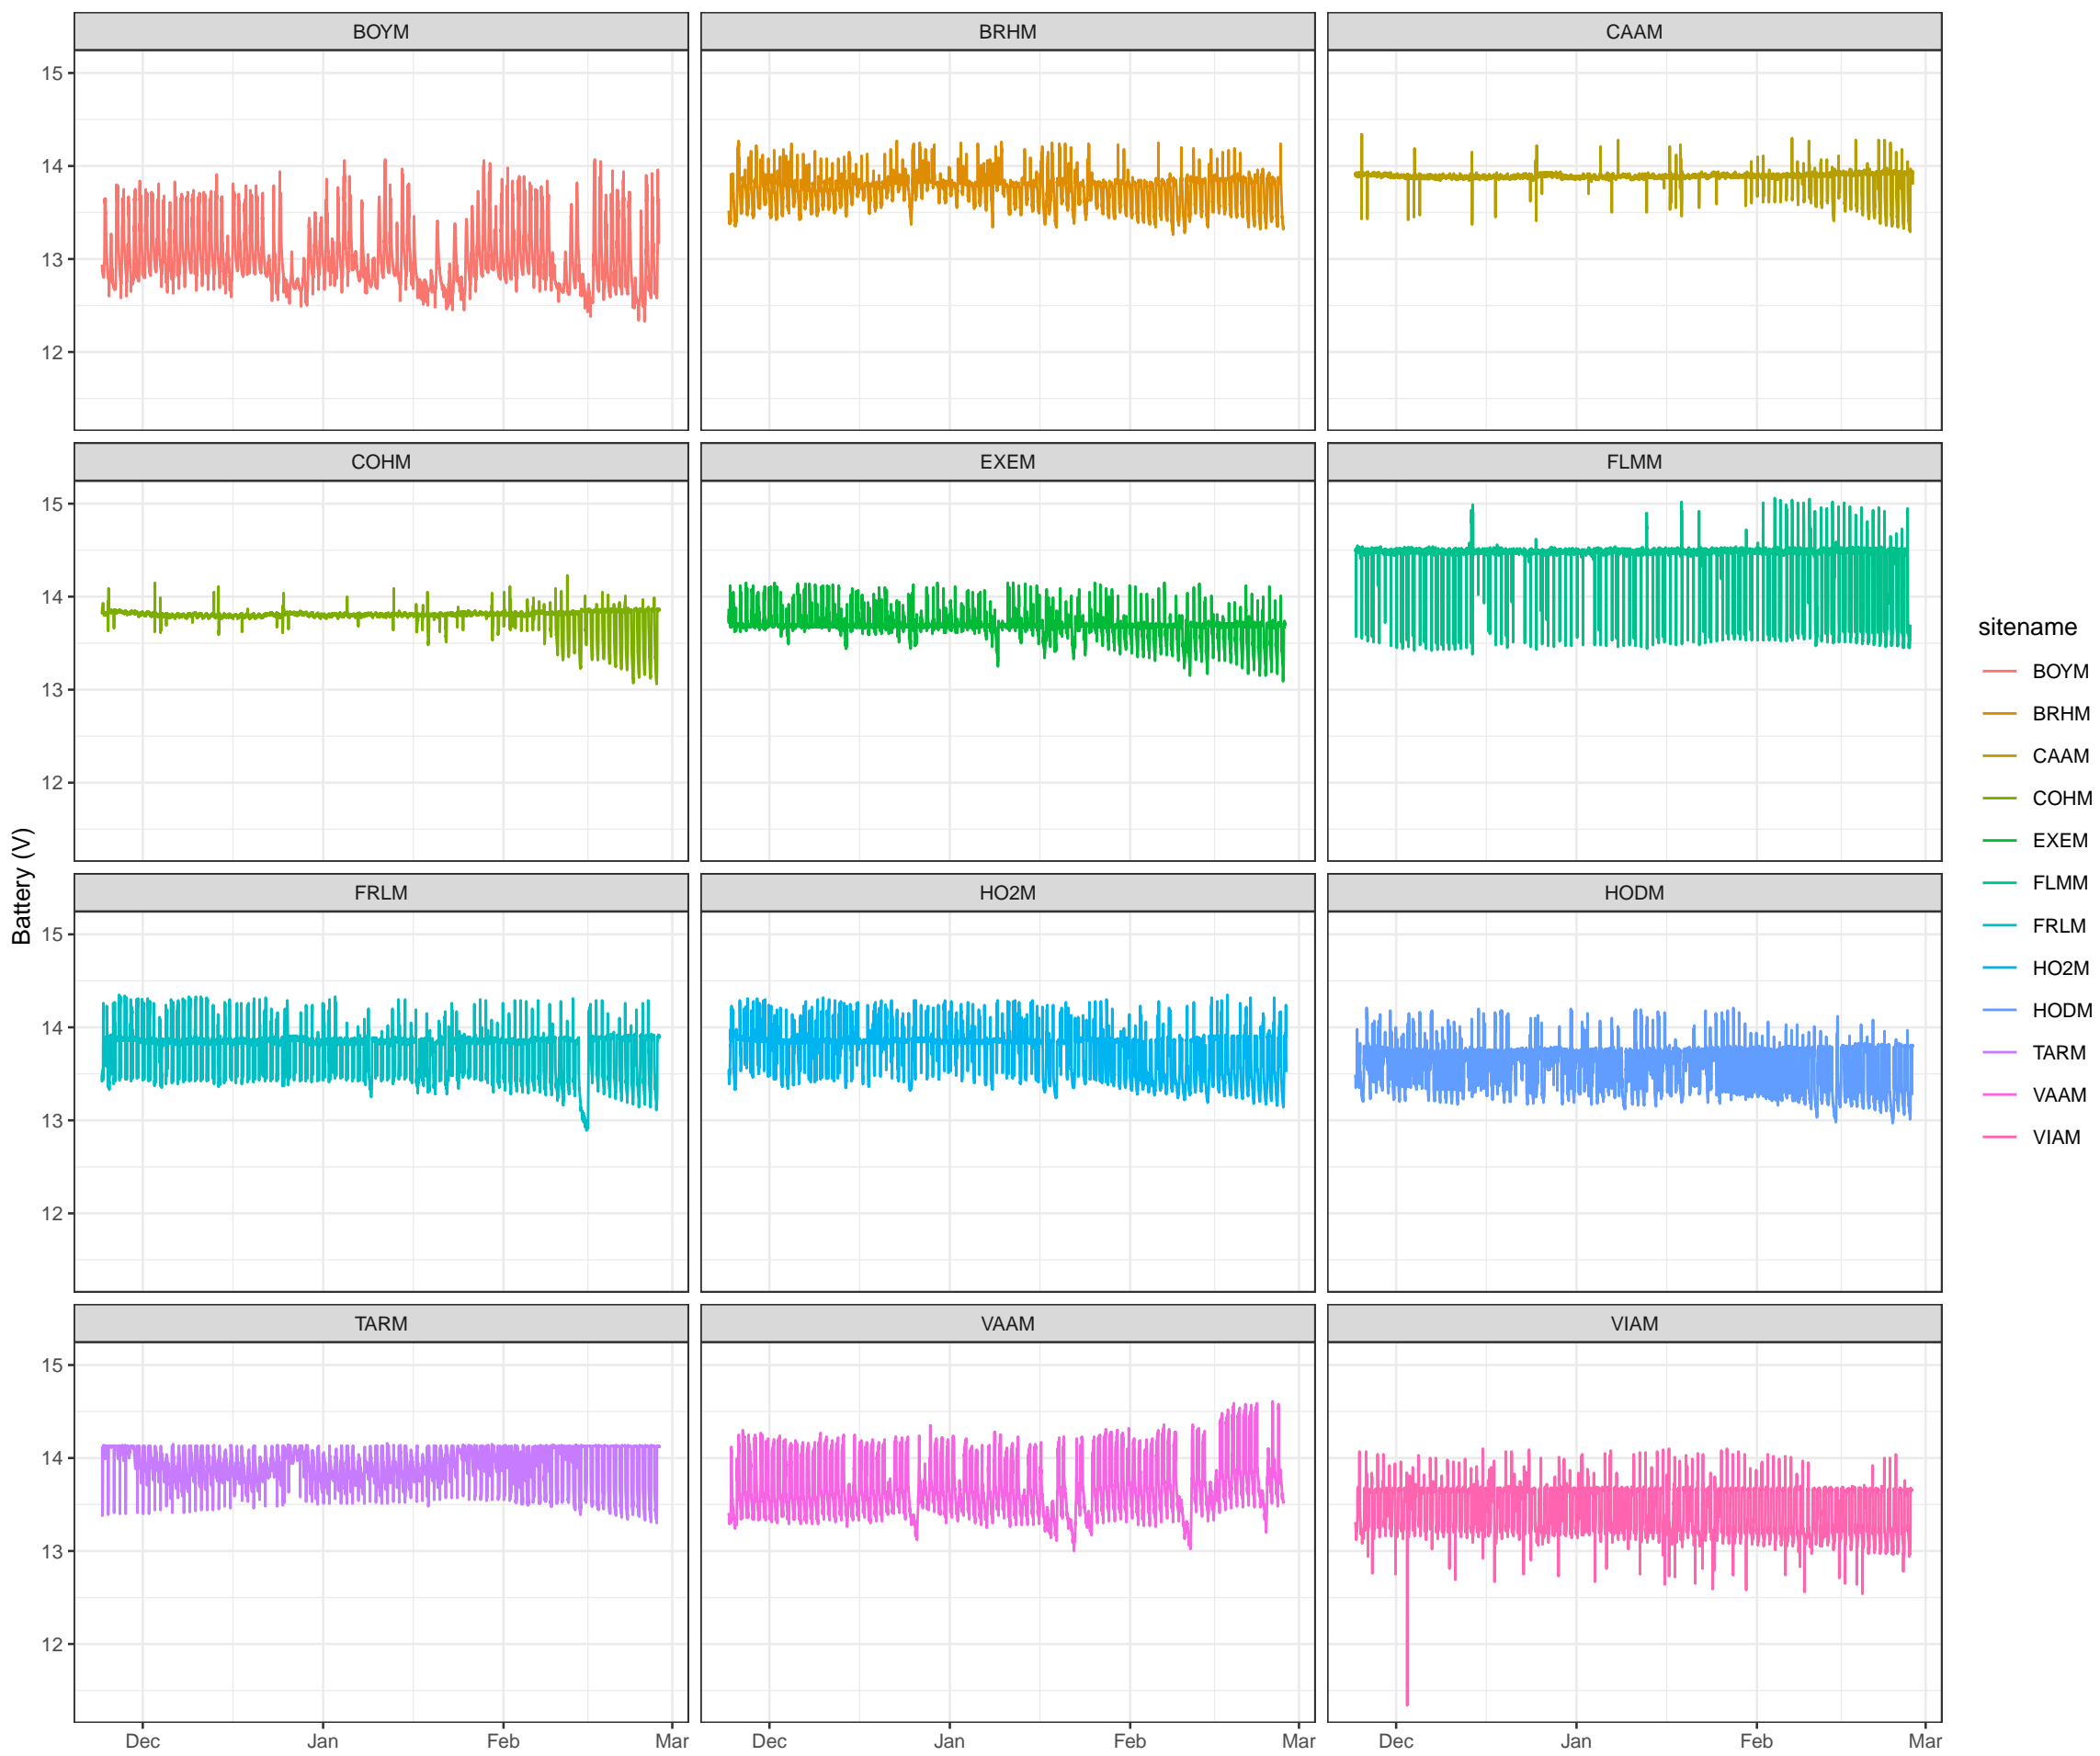 BOYM BRHM CAAM
15
14
13
12
COHM EXEM FLMM
15
14
13
12
FRLM HO2M HODM
15
14
13
12
TARM VAAM VIAM
15
14
13
12
Dec Jan Feb Mar Dec Jan Feb Mar Dec Jan Feb Mar
Battery (V)
sitename
BOYM
BRHM
CAAM
COHM
EXEM
FLMM
FRLM
HO2M
HODM
TARM
VAAM
VIAM